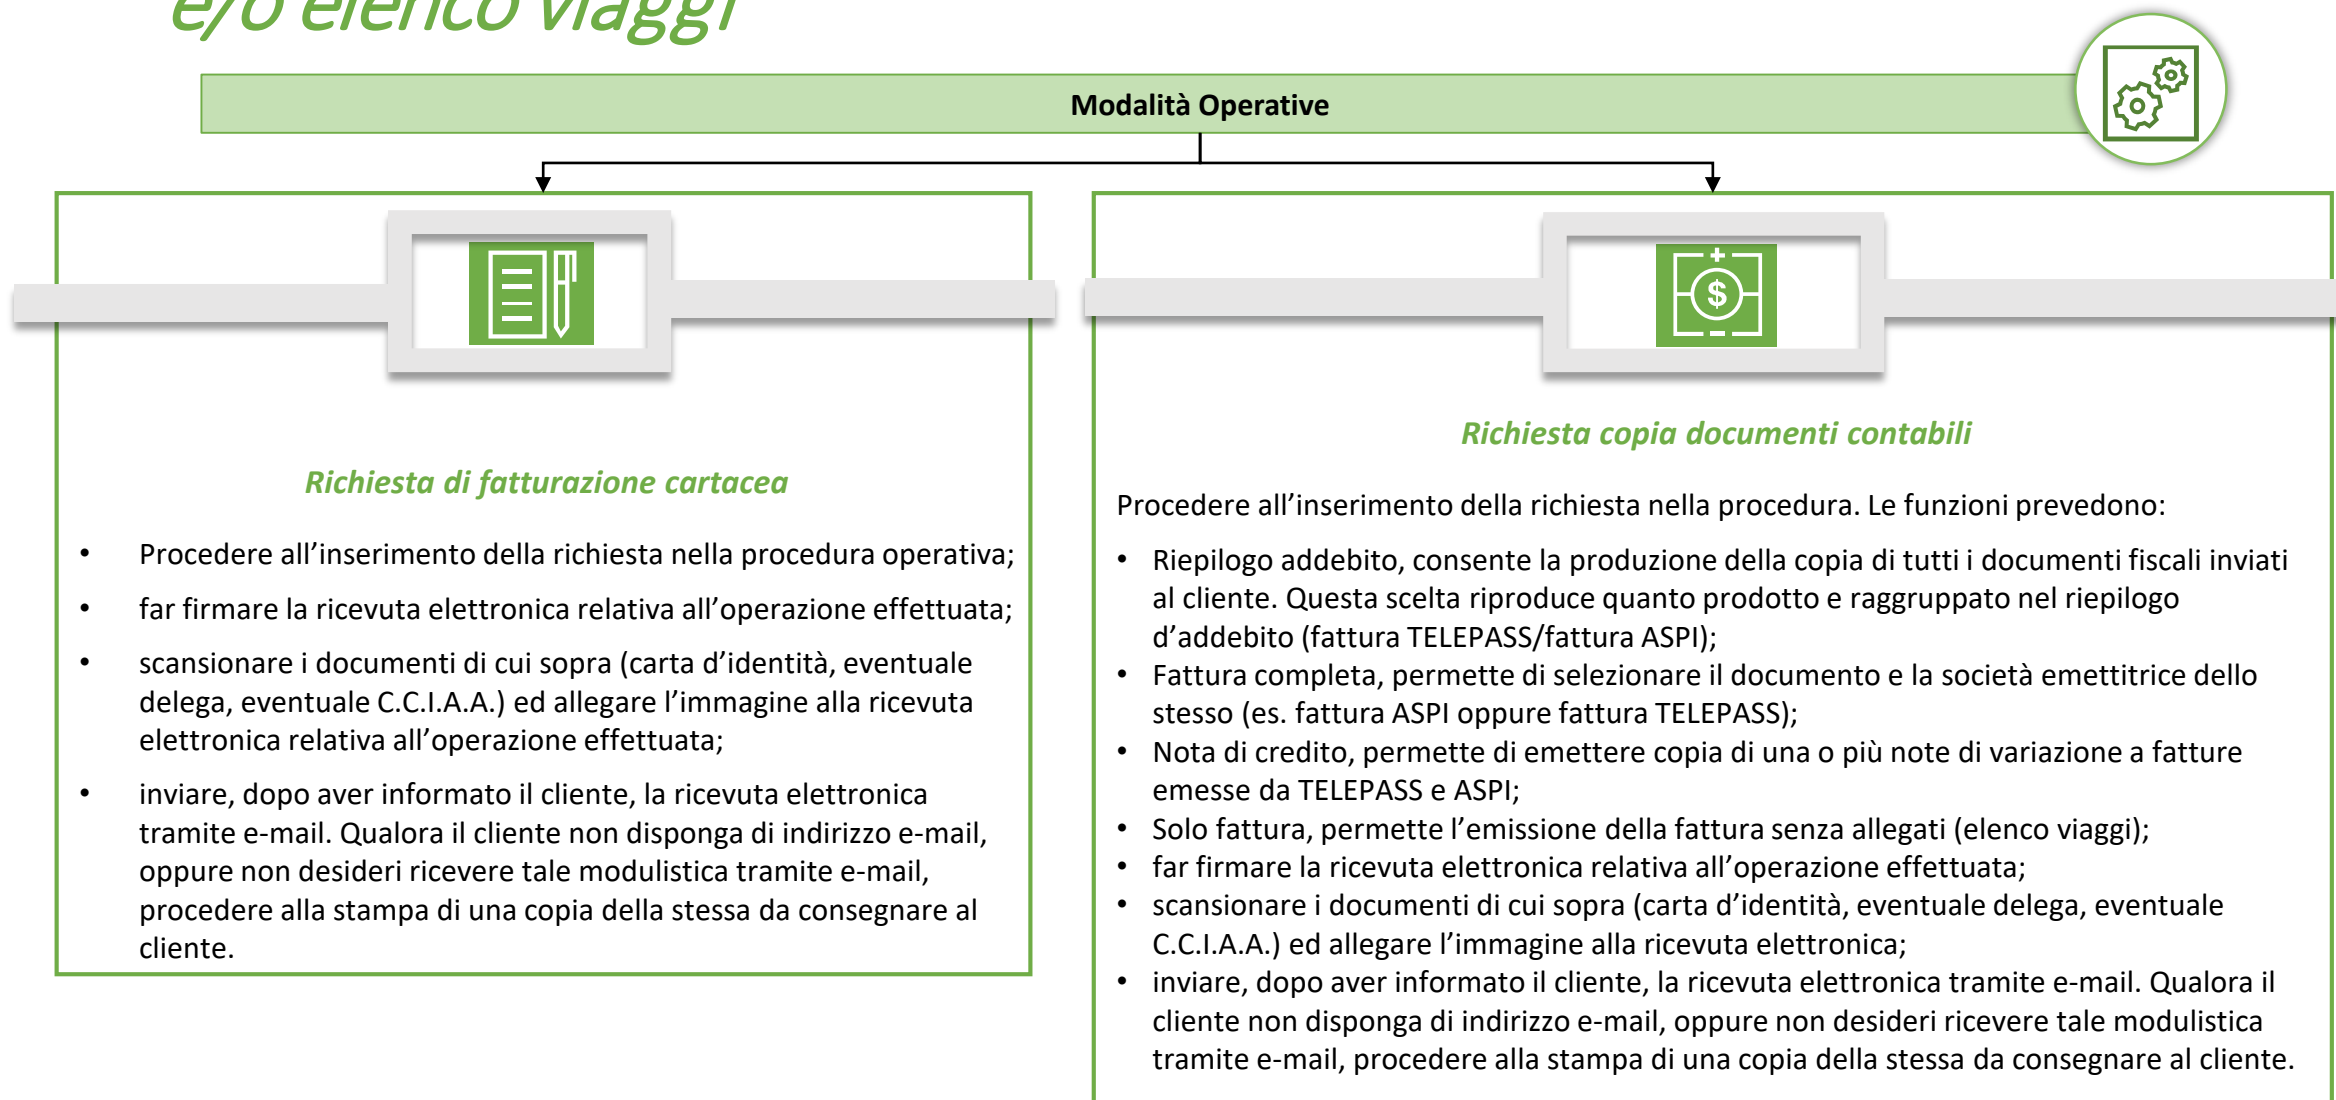 e/o elenco viaggi
Modalità Operative
Richiesta di fatturazione cartacea
• Procedere all’inserimento della richiesta nella procedura operativa;
• far firmare la ricevuta elettronica relativa all’operazione effettuata;
• scansionare i documenti di cui sopra (carta d’identità, eventuale
delega, eventuale C.C.I.A.A.) ed allegare l’immagine alla ricevuta
elettronica relativa all’operazione effettuata;
• inviare, dopo aver informato il cliente, la ricevuta elettronica
tramite e-mail. Qualora il cliente non disponga di indirizzo e-mail,
oppure non desideri ricevere tale modulistica tramite e-mail,
procedere alla stampa di una copia della stessa da consegnare al
cliente.
$
Richiesta copia documenti contabili
Procedere all’inserimento della richiesta nella procedura. Le funzioni prevedono:
• Riepilogo addebito, consente la produzione della copia di tutti i documenti fiscali inviati
al cliente. Questa scelta riproduce quanto prodotto e raggruppato nel riepilogo
d’addebito (fattura TELEPASS/fattura ASPI);
• Fattura completa, permette di selezionare il documento e la società emettitrice dello
stesso (es. fattura ASPI oppure fattura TELEPASS);
• Nota di credito, permette di emettere copia di una o più note di variazione a fatture
emesse da TELEPASS e ASPI;
• Solo fattura, permette l’emissione della fattura senza allegati (elenco viaggi);
• far firmare la ricevuta elettronica relativa all’operazione effettuata;
• scansionare i documenti di cui sopra (carta d’identità, eventuale delega, eventuale
C.C.I.A.A.) ed allegare l’immagine alla ricevuta elettronica;
• inviare, dopo aver informato il cliente, la ricevuta elettronica tramite e-mail. Qualora il
cliente non disponga di indirizzo e-mail, oppure non desideri ricevere tale modulistica
tramite e-mail, procedere alla stampa di una copia della stessa da consegnare al cliente.